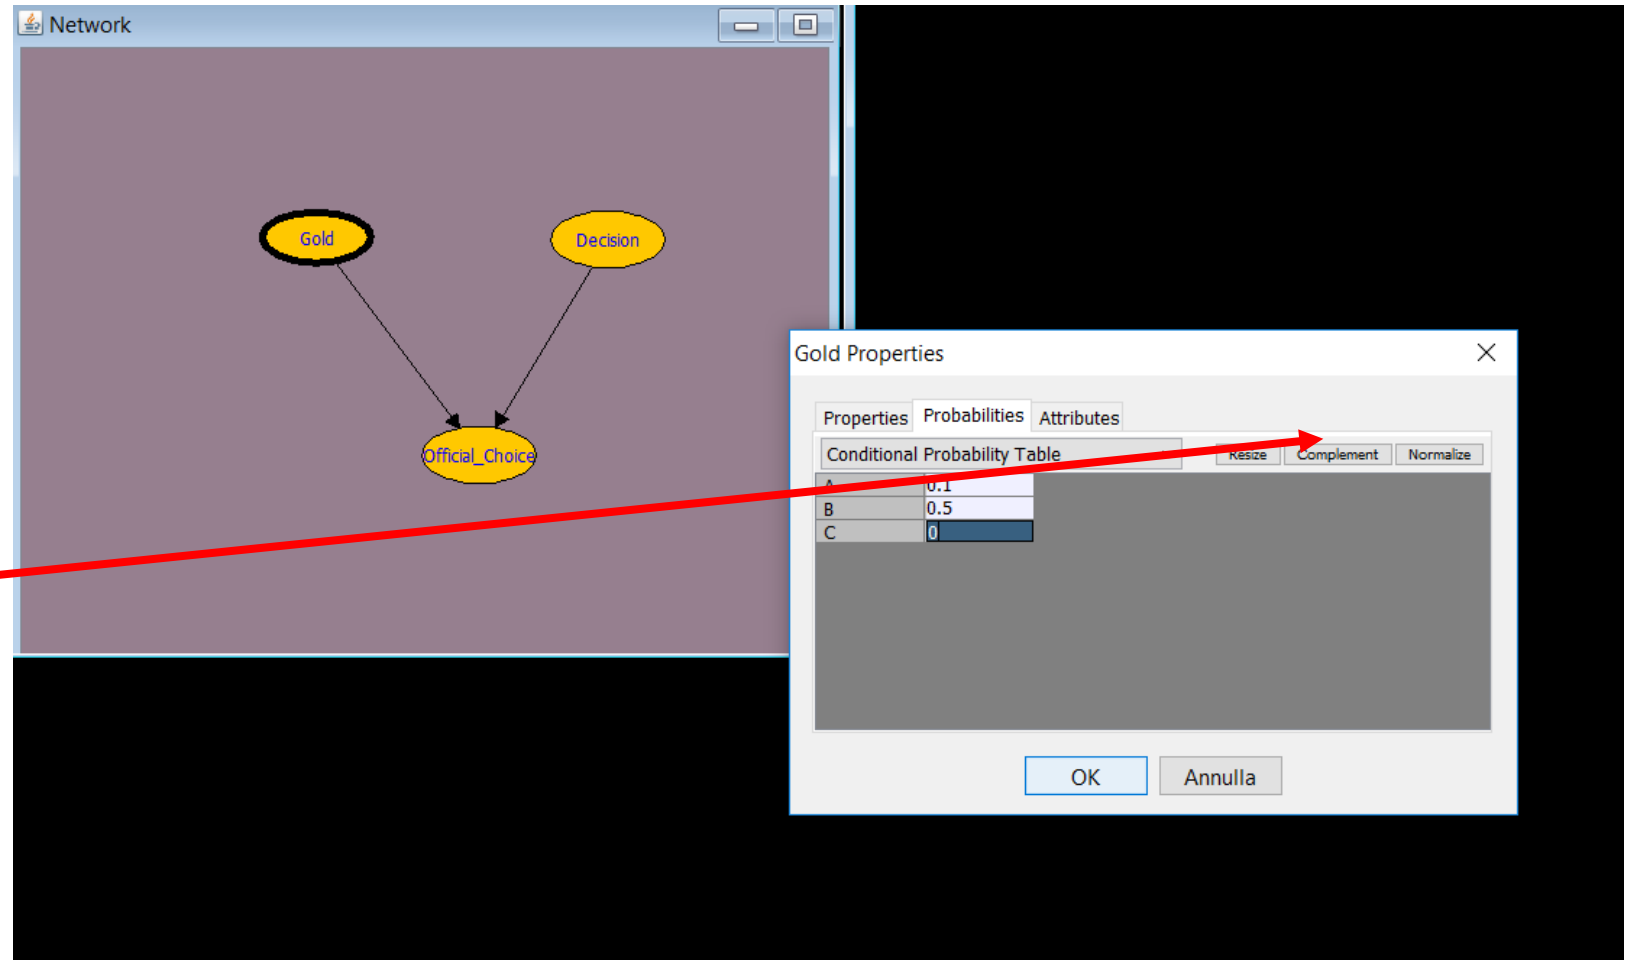 Network
Gold
Decision
Official_Choice
Gold Properties
Properties Probabilities Attributes
Conditional Probability Table Resize Complement Normalize
A 0.1
B 0.5
C 0
OK Annulla